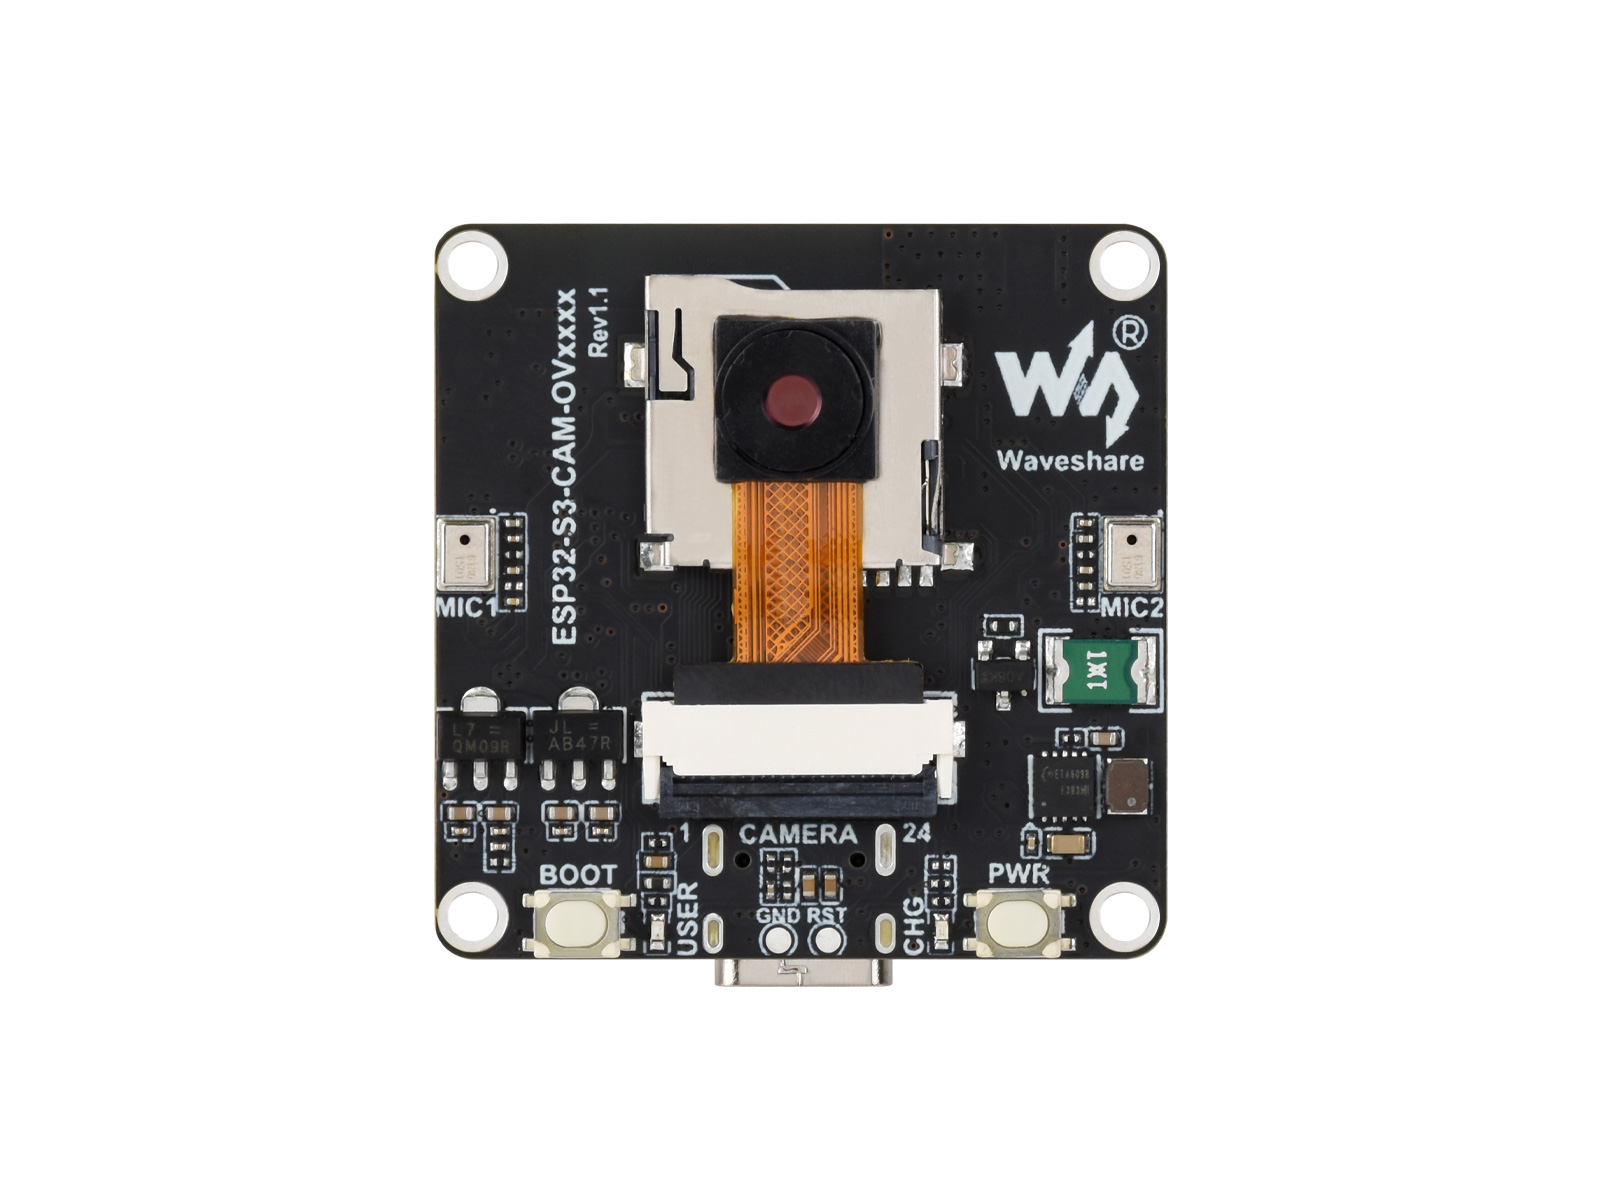 ESP32-S3-CAM-OVxxxx
Rev1.1
®
Waveshare
MIC1
MIC2
L7 =
QM09R
JL =
AB47R
1
CAMERA
24
BOOT
USER
GND RST
CHG
PWR